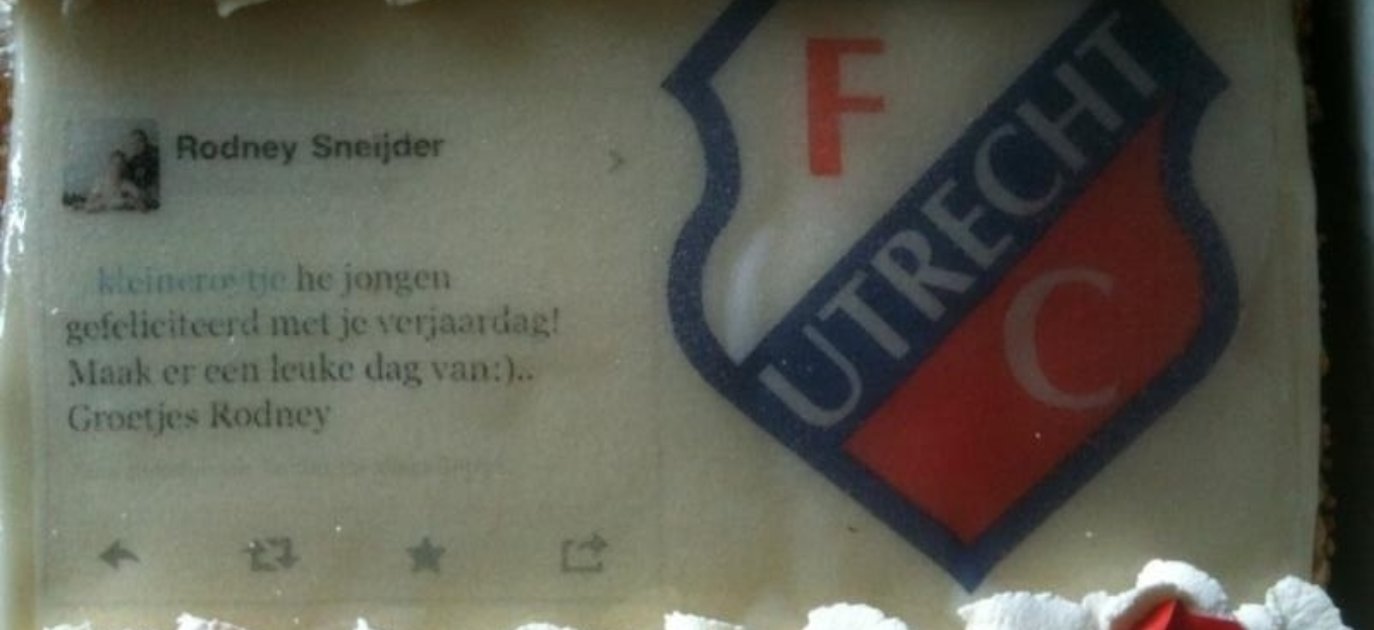 Rodney Sneijder
he jongen
gefeliciteerd met je verjaardag!
Maak er een leuke dag van:)..
Groetjes Rodney
F
UTRECHT
C